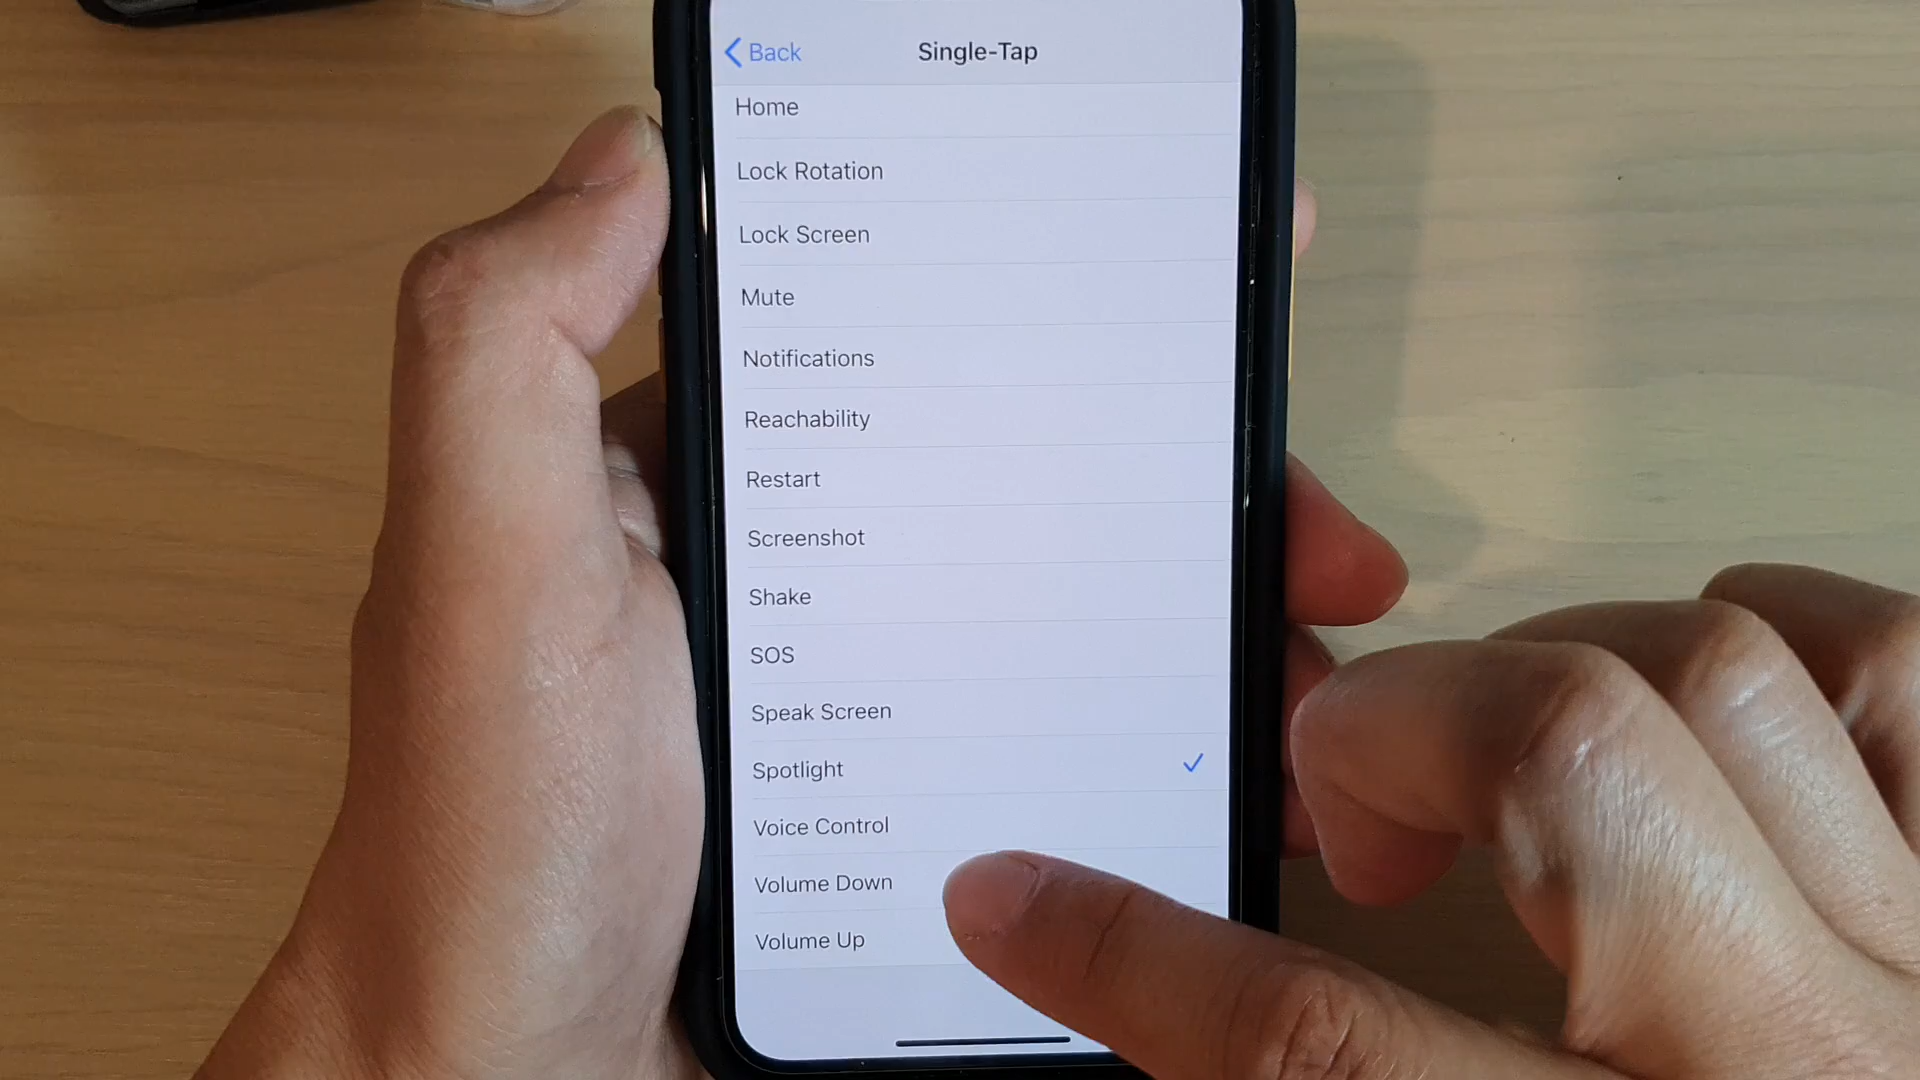 Back
Single-Tap
Home
Lock Rotation
Lock Screen
Mute
Notifications
Reachability
Restart
Screenshot
Shake
SOS
Speak Screen
Spotlight
Voice Control
Volume Down
Volume Up